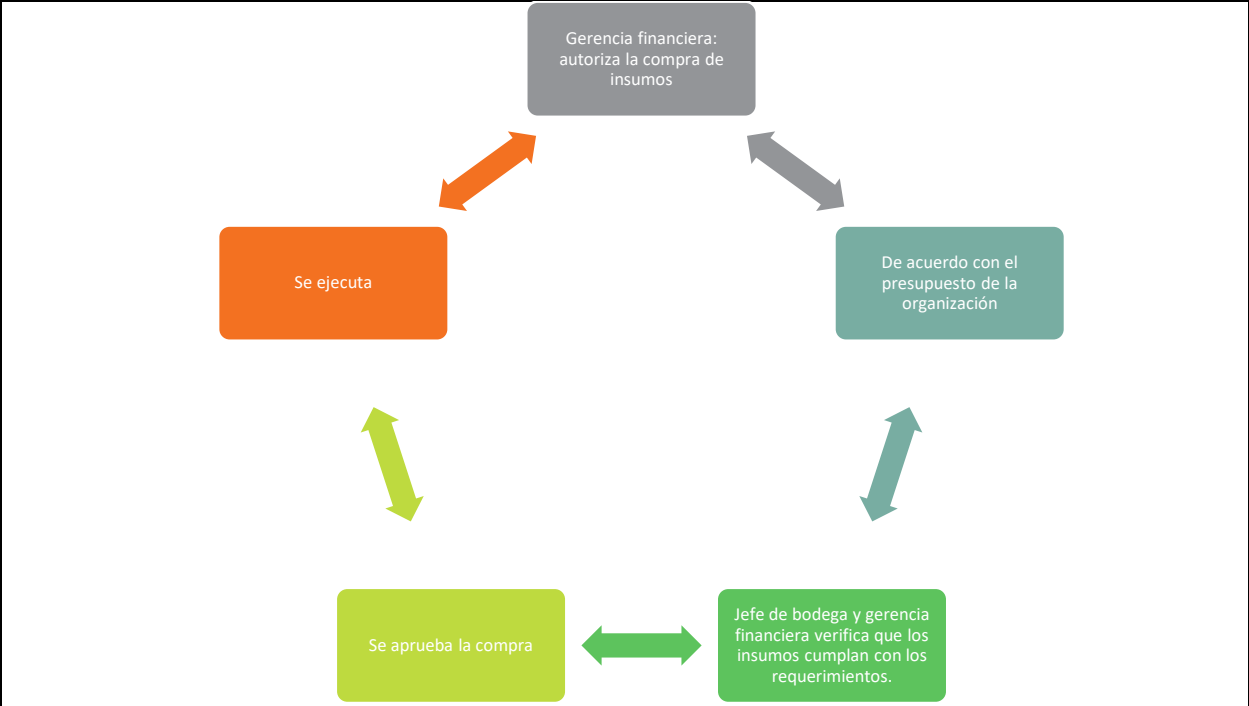 Gerencia financiera:
autoriza la compra de
insumos
De acuerdo con el
presupuesto de la
organización
Jefe de bodega y gerencia
financiera verifica que los
insumos cumplan con los
requerimientos.
Se aprueba la compra
Se ejecuta